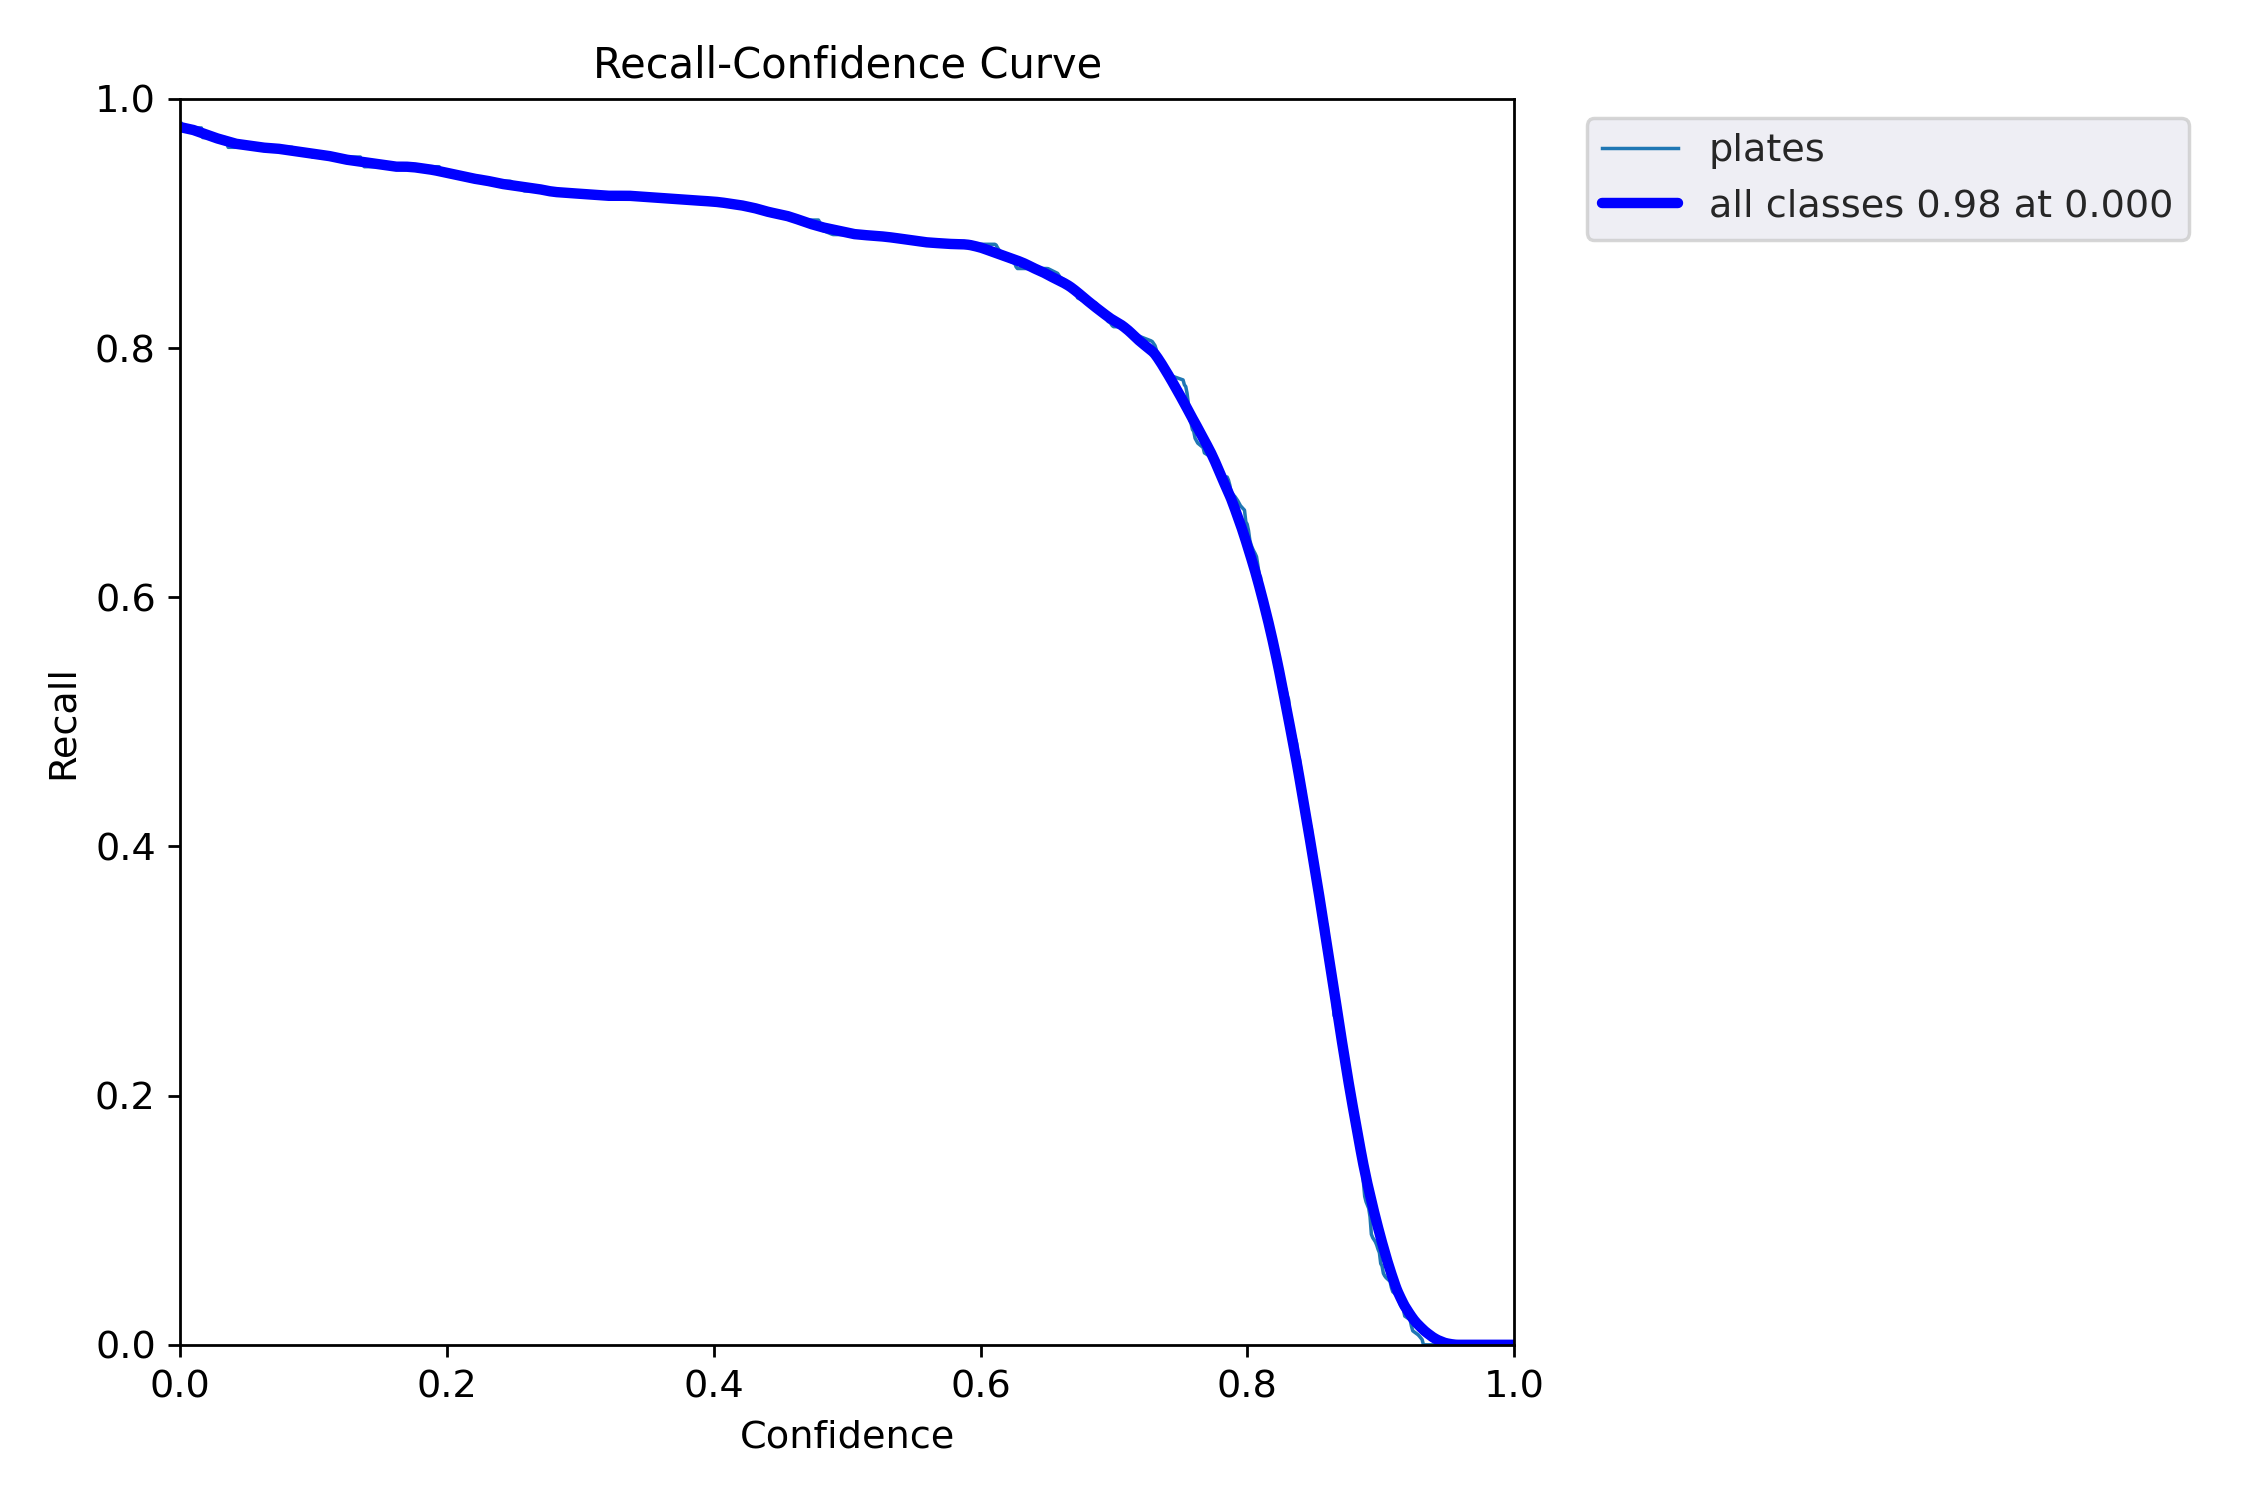 Recall-Confidence Curve
1.0
0.8
0.6
0.4
0.2
0.0
Recall
0.0 0.2 0.4 0.6 0.8 1.0
Confidence
plates
all classes 0.98 at 0.000